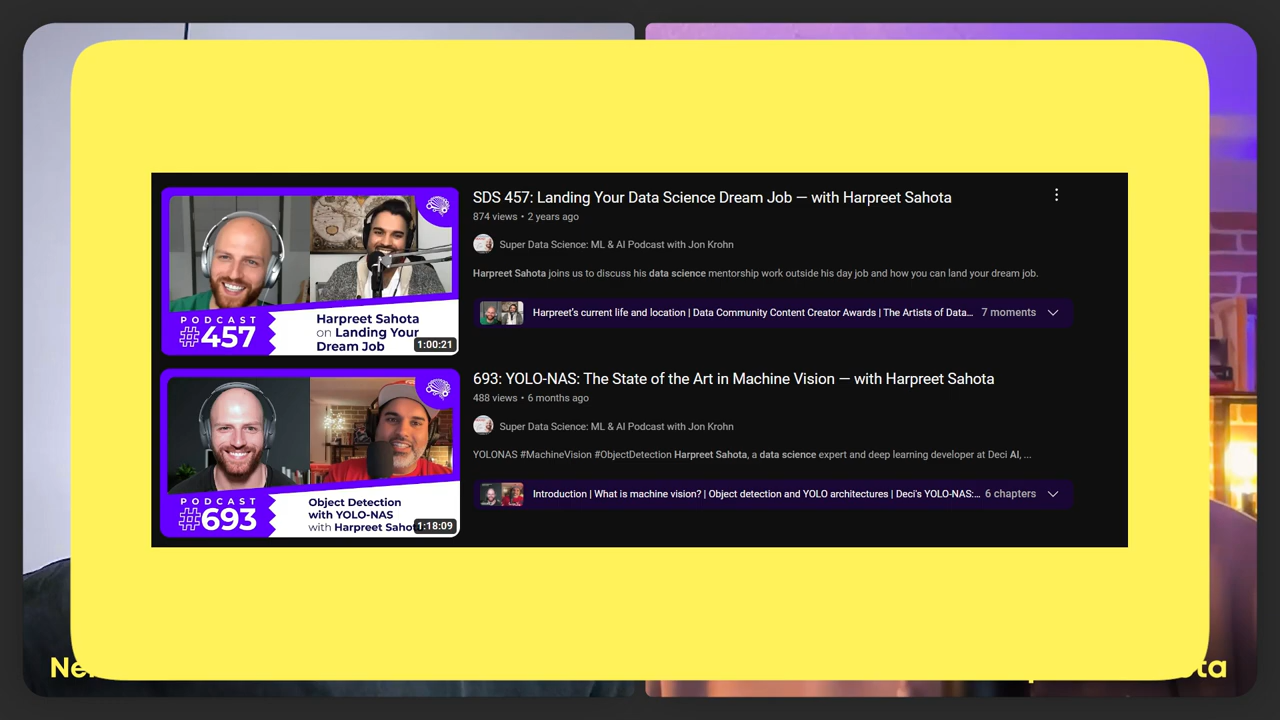 SDS 457: Landing Your Data Science Dream Job — with Harpreet Sahota
874 views • 2 years ago
Super Data Science: ML & AI Podcast with Jon Krohn
Harpreet Sahota joins us to discuss his data science mentorship work outside his day job and how you can land your dream job.
Harpreet's current life and location | Data Community Content Creator Awards | The Artists of Data... 7 moments
PODCAST
#457
Harpreet Sahota
on Landing Your
Dream Job
1:00:21
693: YOLO-NAS: The State of the Art in Machine Vision — with Harpreet Sahota
488 views • 6 months ago
Super Data Science: ML & AI Podcast with Jon Krohn
YOLONAS #MachineVision #ObjectDetection Harpreet Sahota, a data science expert and deep learning developer at Deci AI, ...
Introduction | What is machine vision? | Object detection and YOLO architectures | Deci's YOLO-NAS:... 6 chapters
PODCAST
#693
Object Detection
with YOLO-NAS
with Harpreet
1:18:09